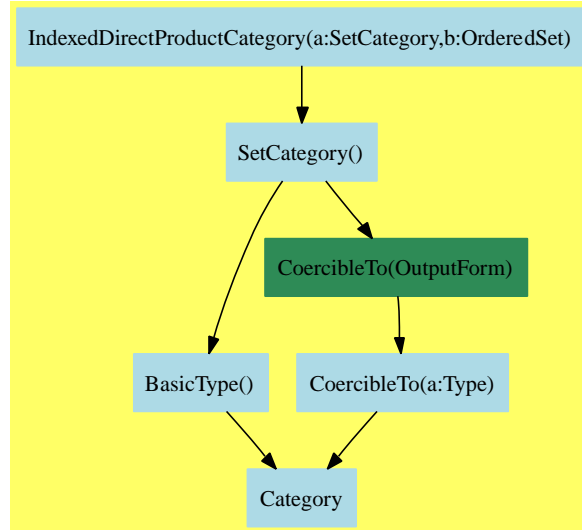 IndexedDirectProductCategory(a:SetCategory,b:OrderedSet)
SetCategory()
CoercibleTo(OutputForm)
BasicType()
CoercibleTo(a:Type)
Category